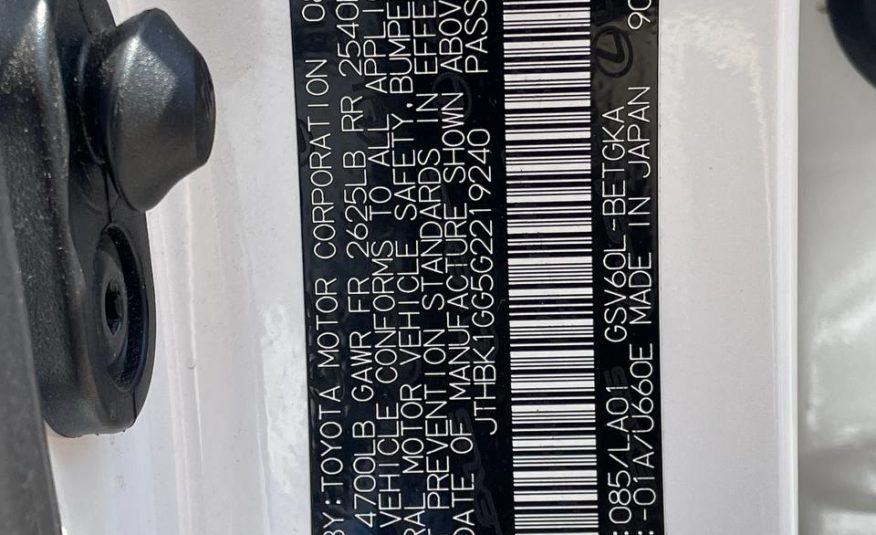 BY:TOYOTA MOTOR CORPORATION
4700LB GAWR FR 2625LB RR 2540
VEHICLE CONFORMS TO ALL
MOTOR VEHICLE SAFETY, BUMPE
PREVENTION STANDARDS IN EFFE
DATE OF MANUFACTURE SHOWN ABOV
JTHBK1GG5G2219240 PASS
:085/LA01 GSV60L-BETGKA
:-01A/U660E MADE IN JAPAN 90